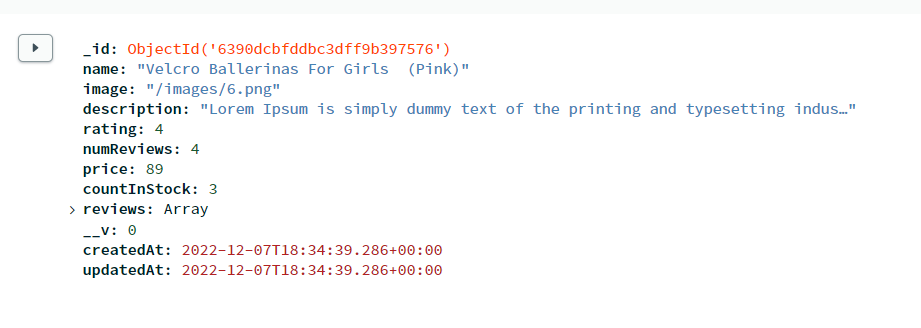 _id: ObjectId('6390dcbfddbc3dff9b397576')
name: "Velcro Ballerinas For Girls  (Pink)"
image: "/images/6.png"
description: "Lorem Ipsum is simply dummy text of the printing and typesetting indus…"
rating: 4
numReviews: 4
price: 89
countInStock: 3
reviews: Array
__v: 0
createdAt: 2022-12-07T18:34:39.286+00:00
updatedAt: 2022-12-07T18:34:39.286+00:00